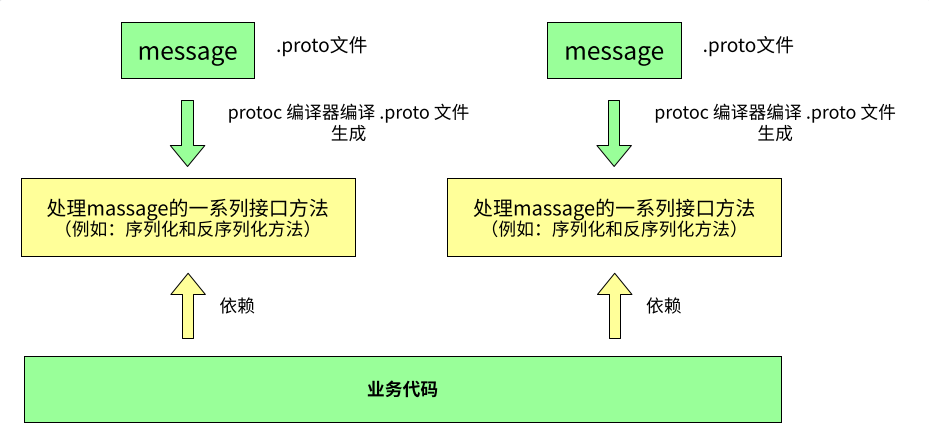 message
.proto文件
message
.proto文件
protoc 编译器编译 .proto 文件
生成
protoc 编译器编译 .proto 文件
生成
处理massage的一系列接口方法
（例如：序列化和反序列化方法）
处理massage的一系列接口方法
（例如：序列化和反序列化方法）
依赖
依赖
业务代码